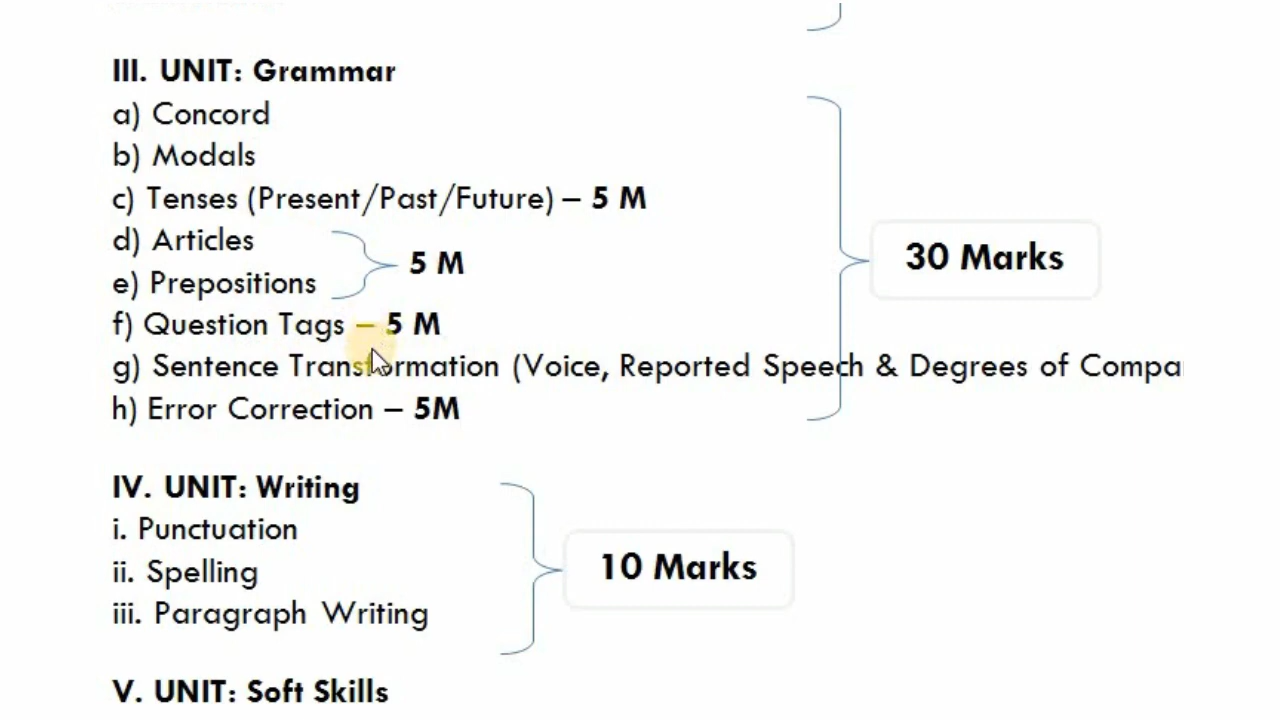 III. UNIT: Grammar
a) Concord
b) Modals
c) Tenses (Present/Past/Future) – 5 M
d) Articles
e) Prepositions
5 M
f) Question Tags – 5 M
g) Sentence Transformation (Voice, Reported Speech & Degrees of Compa
h) Error Correction – 5M
30 Marks
IV. UNIT: Writing
i. Punctuation
ii. Spelling
iii. Paragraph Writing
10 Marks
V. UNIT: Soft Skills